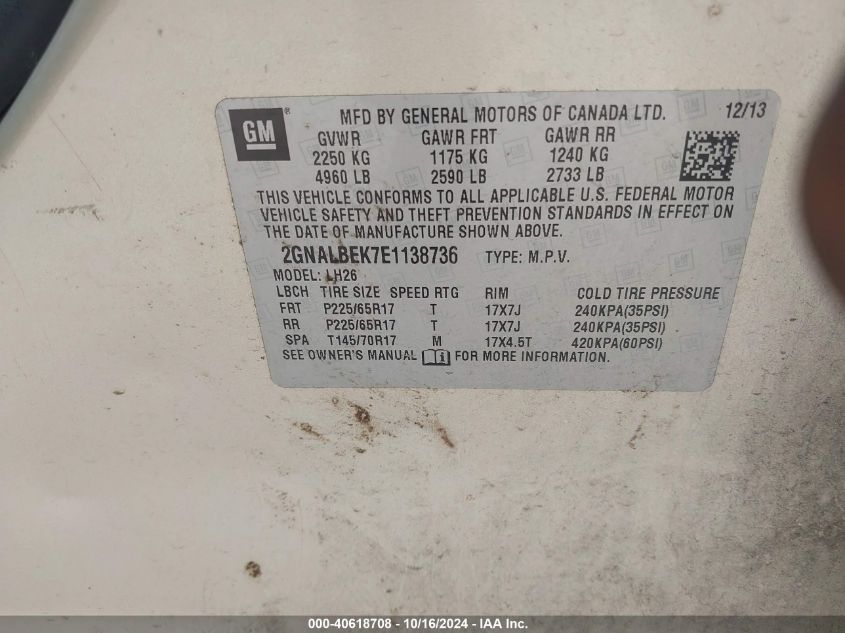 GM ® MFD BY GENERAL MOTORS OF CANADA LTD. 12/13
GVWR GAWR FRT GAWR RR
2250 KG 1175 KG 1240 KG
4960 LB 2590 LB 2733 LB
THIS VEHICLE CONFORMS TO ALL APPLICABLE U.S. FEDERAL MOTOR
VEHICLE SAFETY AND THEFT PREVENTION STANDARDS IN EFFECT ON
THE DATE OF MANUFACTURE SHOWN ABOVE.
2GNALBEK7E1138736 TYPE: M.P.V.
MODEL: LH26
LBCH TIRE SIZE SPEED RTG RIM COLD TIRE PRESSURE
FRT P225/65R17 T 17X7J 240KPA(35PSI)
RR P225/65R17 T 17X7J 240KPA(35PSI)
SPA T145/70R17 M 17X4.5T 420KPA(60PSI)
SEE OWNER'S MANUAL i FOR MORE INFORMATION.
000-40618708 - 10/16/2024 - IAA Inc.